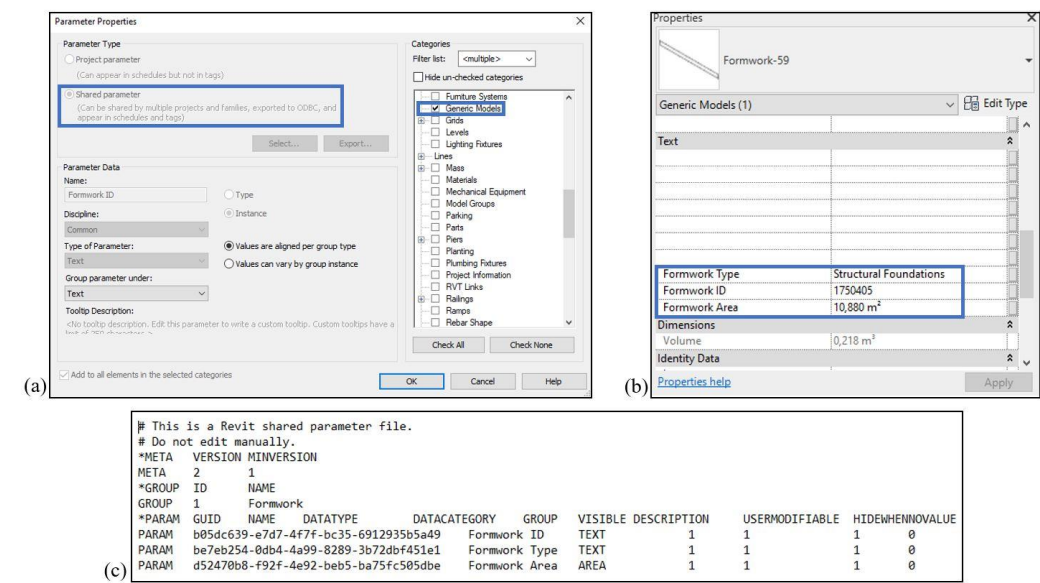 Parameter Properties
Parameter Type
Project parameter
(Can appear in schedules but not in tags)
Shared parameter
(Can be shared by multiple projects and families, exported to ODBC, and
appear in schedules and tags)
Select...
Export...
Parameter Data
Name:
Formwork ID
Type
Discipline:
Instance
Common
Type of Parameter:
Values are aligned per group type
Text
Values can vary by group instance
Group parameter under:
Text
Tooltip Description:
<No tooltip description. Edit this parameter to write a custom tooltip. Custom tooltips have a
limit of 250 characters.>
Add to all elements in the selected categories
Categories
Filter list:
<multiple>
Hide un-checked categories
Furniture Systems
Generic Models
Grids
Levels
Lighting Fixtures
Lines
Mass
Materials
Mechanical Equipment
Model Groups
Parking
Parts
Piers
Planting
Plumbing Fixtures
Project Information
RVT Links
Railings
Ramps
Rebar Shape
Check All
Check None
OK
Cancel
Help
(a)
Properties
Formwork-59
Generic Models (1)
Edit Type
Text
Formwork Type Structural Foundations
Formwork ID 1750405
Formwork Area 10,880 m²
Dimensions
Volume 0,218 m³
Identity Data
Properties help
Apply
(b)
# This is a Revit shared parameter file.
# Do not edit manually.
*META VERSION MINVERSION
META 2 1
*GROUP ID NAME
GROUP 1 Formwork
*PARAM GUID NAME DATATYPE DATACATEGORY GROUP VISIBLE DESCRIPTION USERMODIFIABLE HIDEWHENNOVALUE
PARAM b05dc639-e7d7-4f7f-bc35-6912935b5a49 Formwork ID TEXT 1 1 1 0
PARAM be7eb254-0db4-4a99-8289-3b72dbf451e1 Formwork Type TEXT 1 1 1 0
PARAM d52470b8-f92f-4e92-beb5-ba75fc505dbe Formwork Area AREA 1 1 1 0
(c)